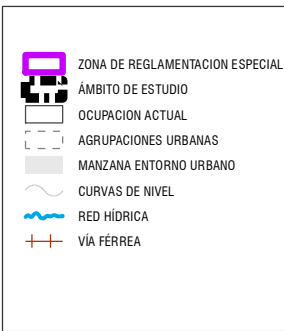 ZONA DE REGLAMENTACION ESPECIAL
ÁMBITO DE ESTUDIO
OCUPACION ACTUAL
AGRUPACIONES URBANAS
MANZANA ENTORNO URBANO
CURVAS DE NIVEL
RED HÍDRICA
VÍA FÉRREA